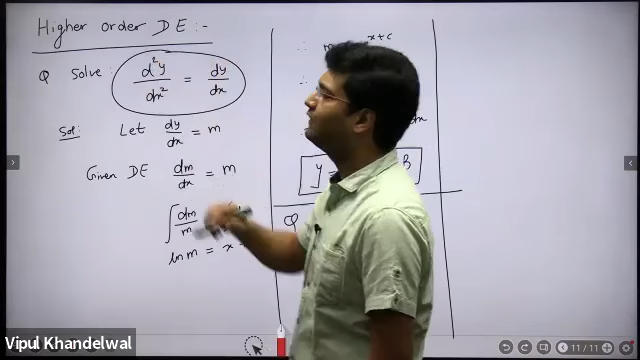 Higher order DE :-
Q Solve : d²y/dx² = dy/dx
Sol: Let dy/dx = m
Given DE dm/dx = m
∫ dm/m
ln m = x
∴ m x+c
∴ dx
y = B
Q
Vipul Khandelwal
11 / 11